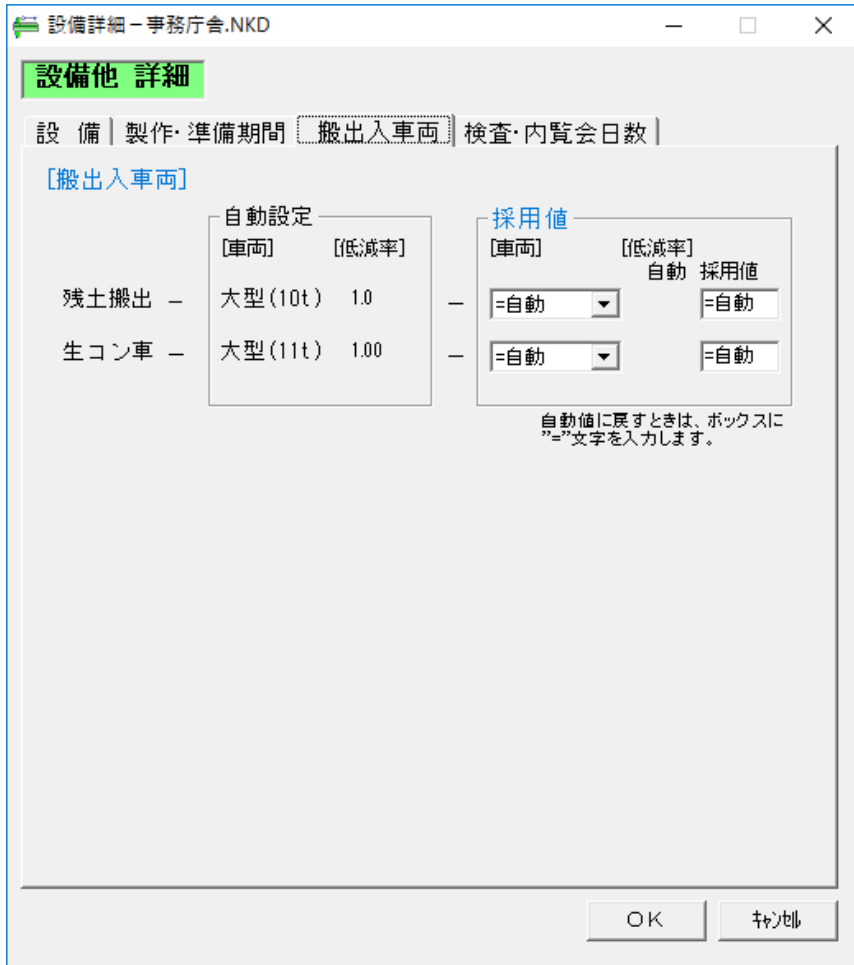 設備詳細 − 事務庁舎.NKD
設備他 詳細
設 備 製作・準備期間 搬出入車両 検査・内覧会日数
[搬出入車両]
自動設定 採用値
[車両] [低減率] [車両] [低減率]
自動 採用値
残土搬出 − 大型(10t) 1.0 − =自動 =自動
生コン車 − 大型(11t) 1.00 − =自動 =自動
自動値に戻すときは、ボックスに
”=”文字を入力します。
OK ｷｬﾝｾﾙ